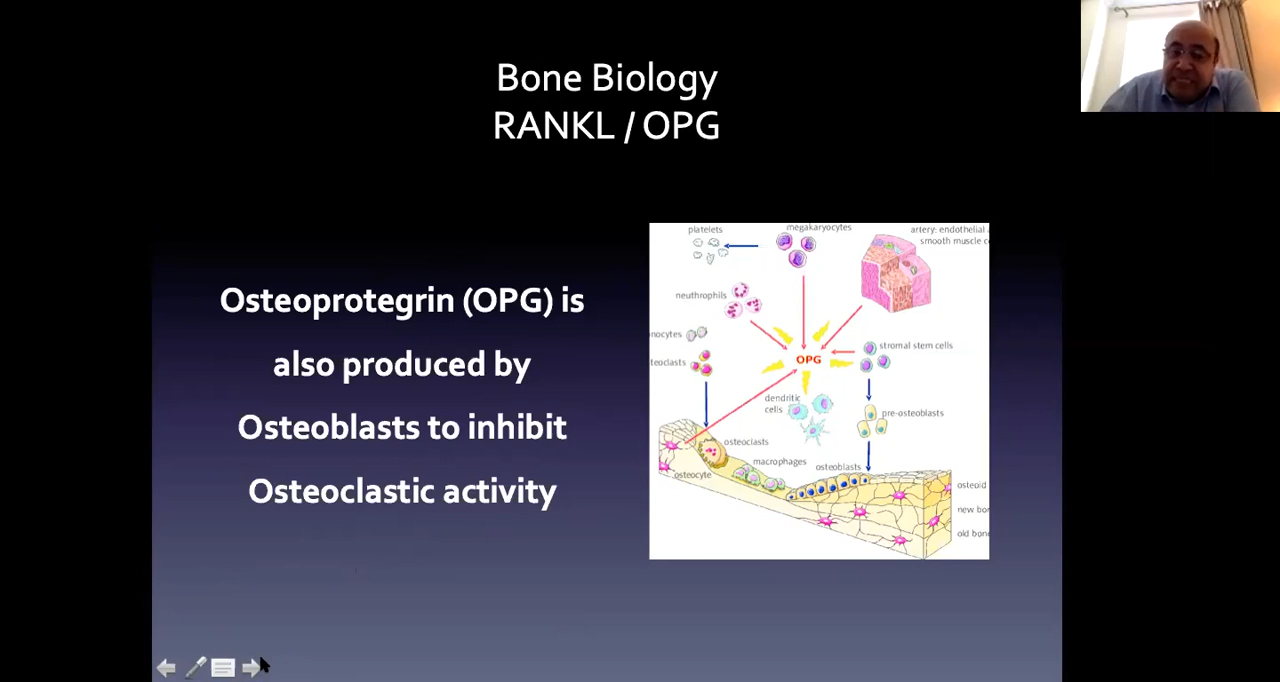 Bone Biology
RANKL / OPG
Osteoprotegrin (OPG) is
also produced by
Osteoblasts to inhibit
Osteoclastic activity
platelets
megakaryocytes
artery: endothelial
smooth muscle
neuthrophils
nocytes
teoclasts
OPG
stromal stem cells
dendritic
cells
pre-osteoblasts
osteoclasts
macrophages
osteoblasts
osteocyte
osteoid
new bon
old bone